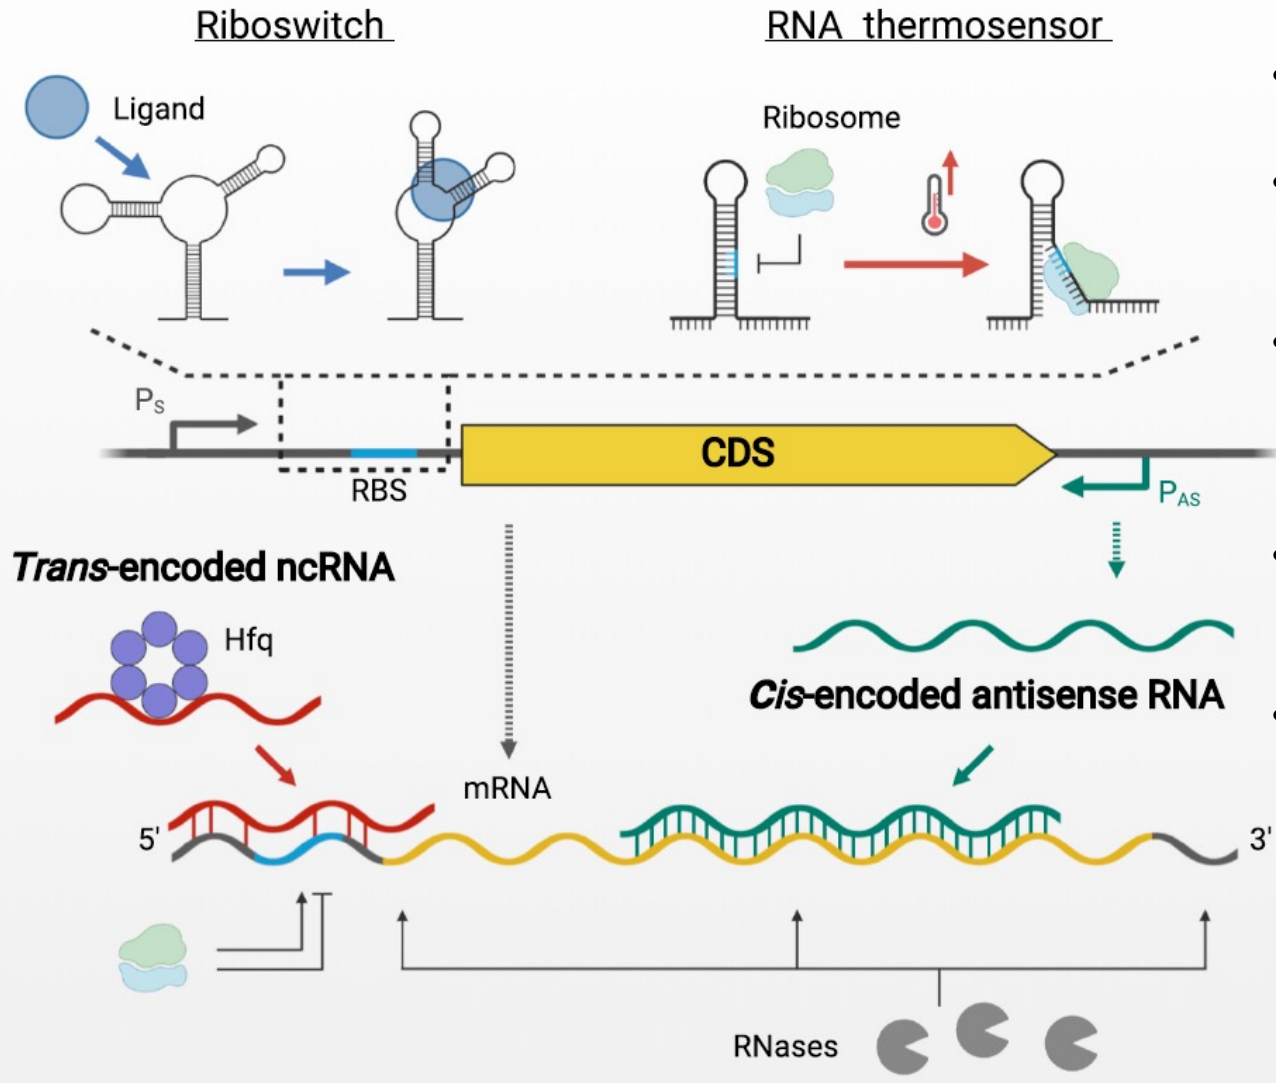 Riboswitch
RNA thermosensor
Ligand
Ribosome
PS
CDS
RBS
PAS
Trans-encoded ncRNA
Hfq
Cis-encoded antisense RNA
mRNA
5'
3'
RNases